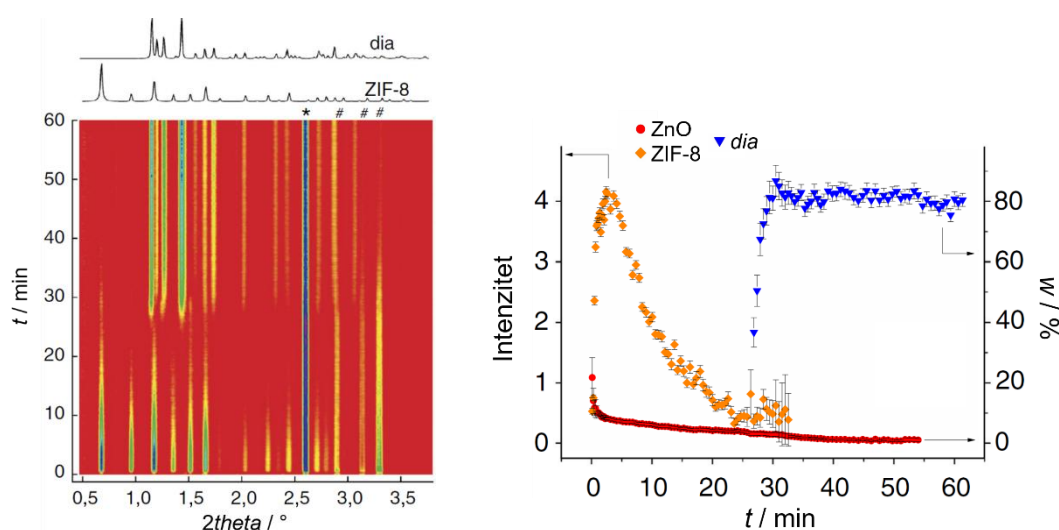 dia
ZIF-8
* # # #
60
50
40
30
20
10
0
t / min
0,5 1,0 1,5 2,0 2,5 3,0 3,5
2theta / °
ZnO
ZIF-8
dia
4
3
2
1
0
Intenzitet
80
60
40
20
0
w / %
0 10 20 30 40 50 60
t / min